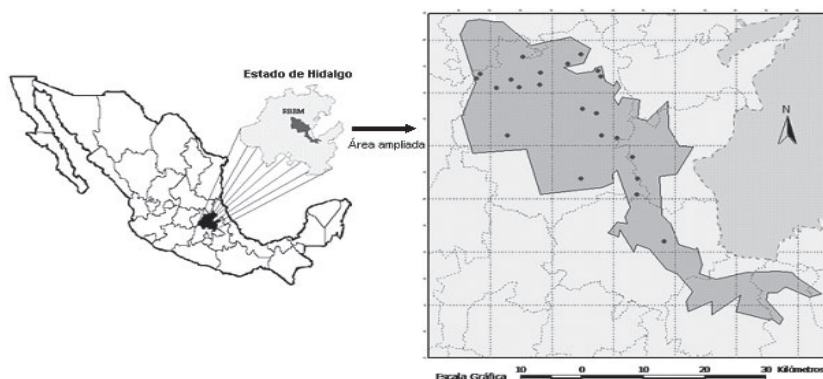 Estado de Hidalgo
RBBM
Área ampliada
N
Escala Gráfica 10 0 10 20 30 Kilómetros